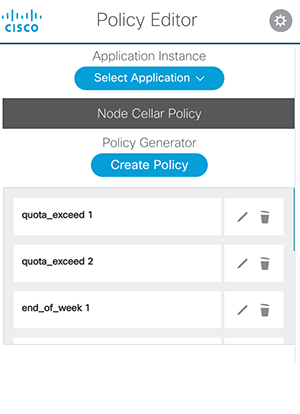 CISCO
Policy Editor
Application Instance
Select Application
Node Cellar Policy
Policy Generator
Create Policy
quota_exceed 1
quota_exceed 2
end_of_week 1